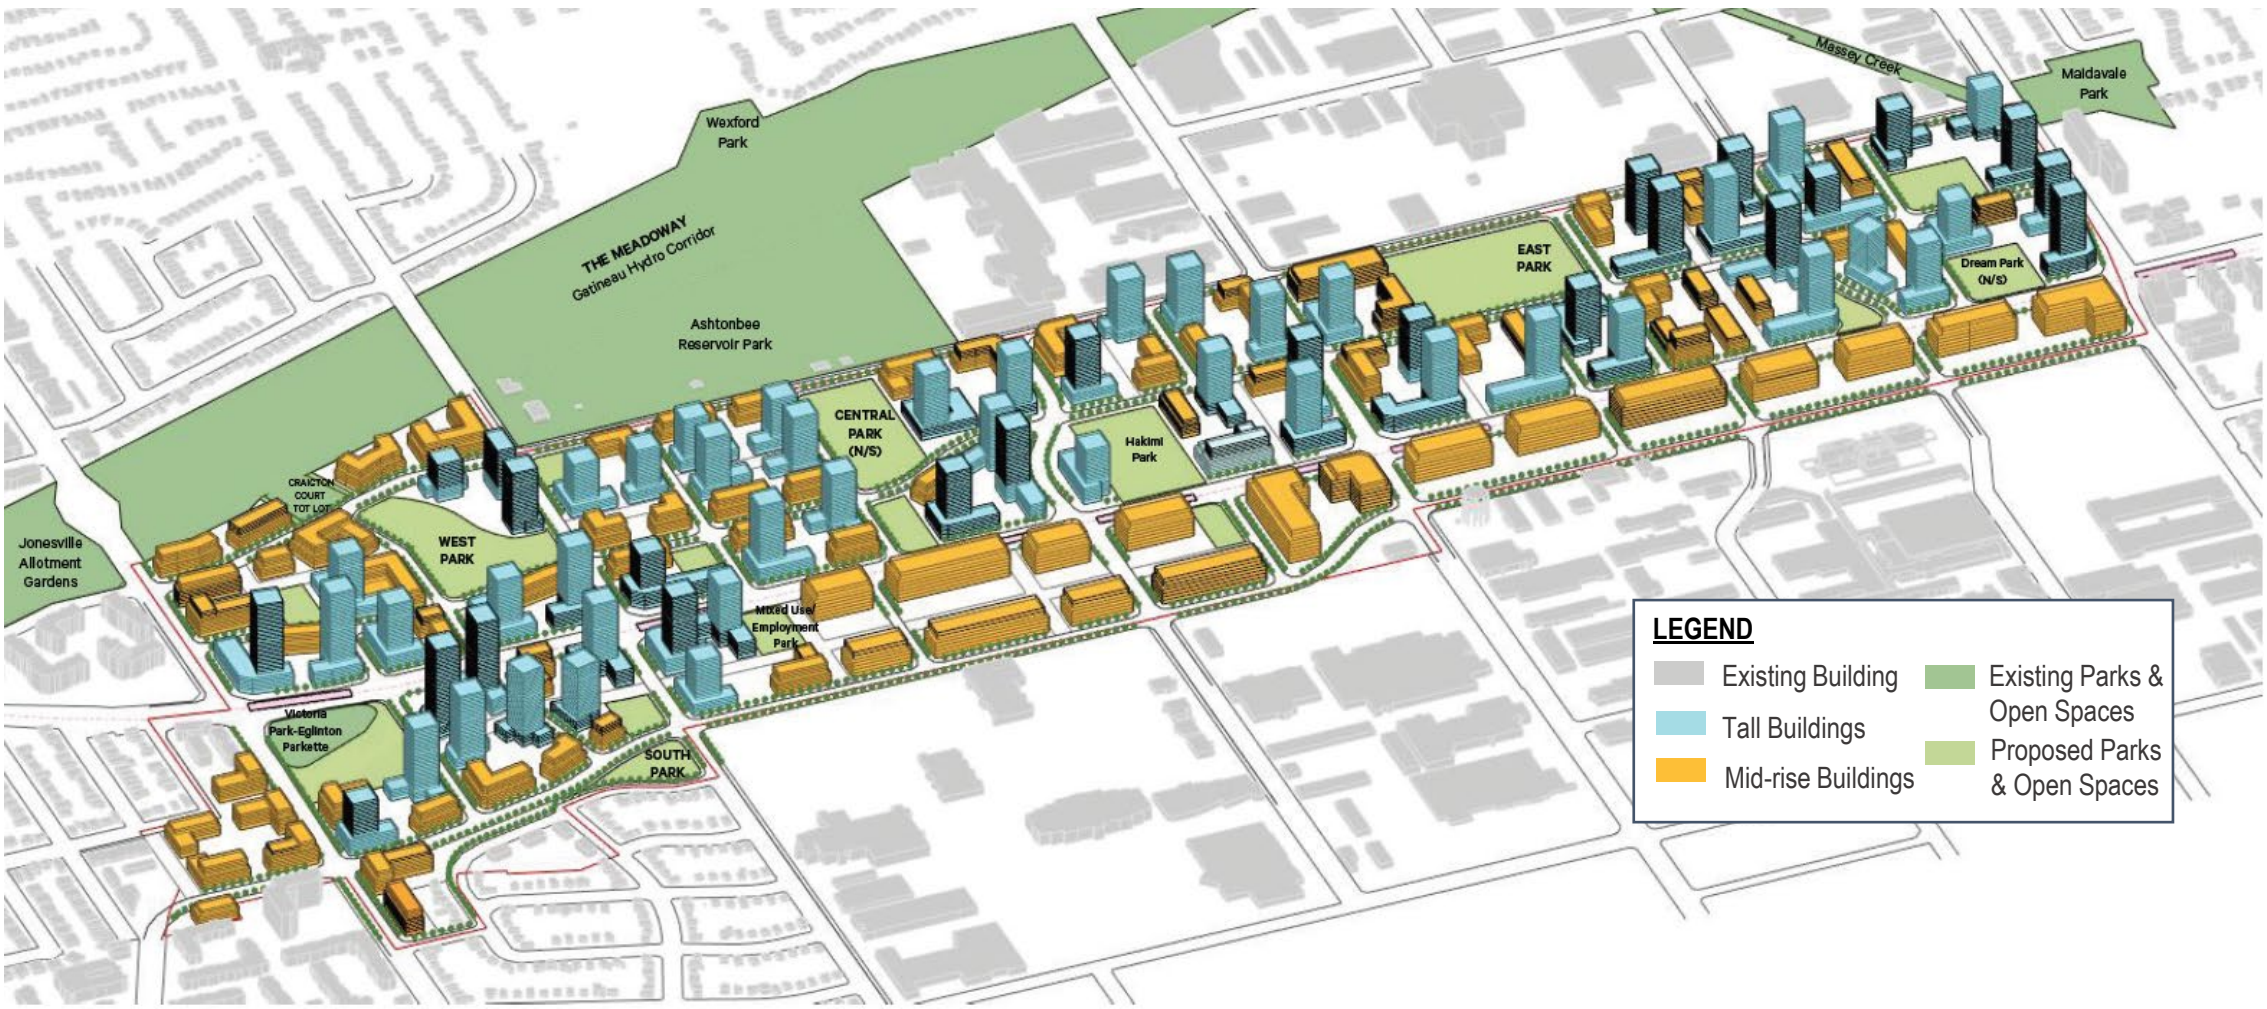 Massey Creek
Maidavale
Park
Wexford
Park
THE MEADOWAY
Gatineau Hydro Corridor
EAST
PARK
Dream Park
(N/S)
Ashtonbee
Reservoir Park
CENTRAL
PARK
(N/S)
Hakimi
Park
CRAIGTON
COURT
TOT LOT
WEST
PARK
Jonesville
Allotment
Gardens
Mixed Use/
Employment
Park
Victoria
Park-Eglinton
Parkette
SOUTH
PARK
LEGEND
Existing Building
Tall Buildings
Mid-rise Buildings
Existing Parks &
Open Spaces
Proposed Parks
& Open Spaces